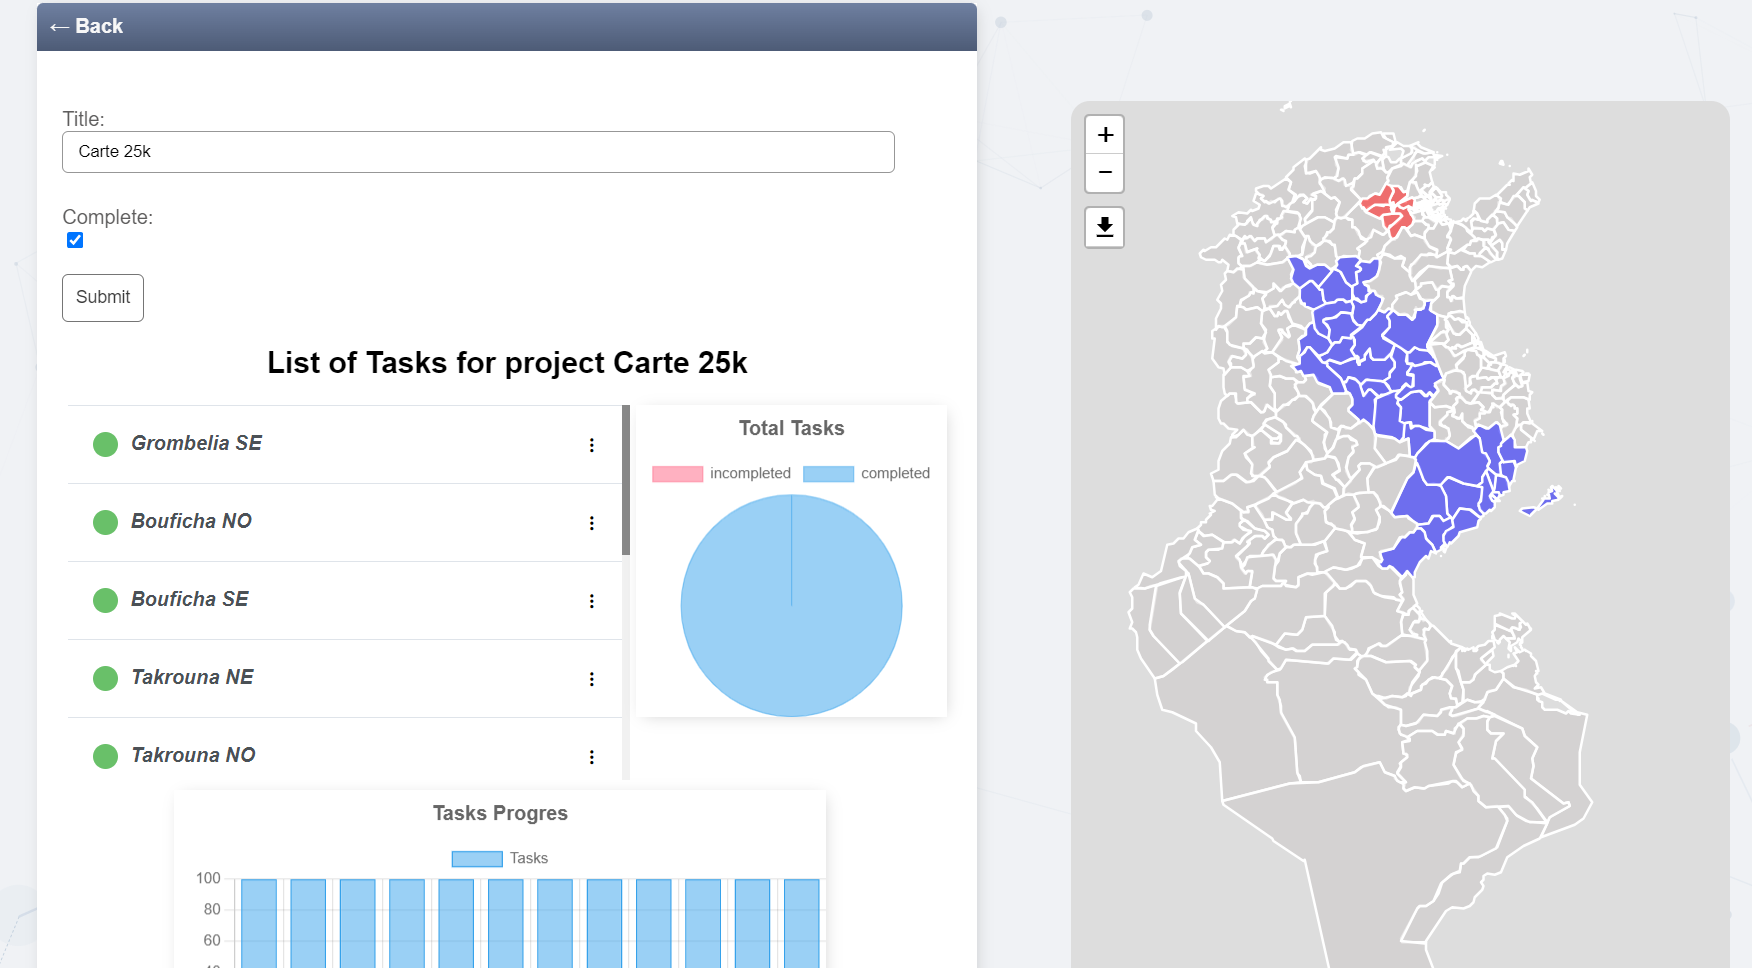 ← Back
Title:
Carte 25k
Complete:
Submit
List of Tasks for project Carte 25k
Grombelia SE
Bouficha NO
Bouficha SE
Takrouna NE
Takrouna NO
Total Tasks
incompleted completed
Tasks Progres
Tasks
100
80
60
+
−